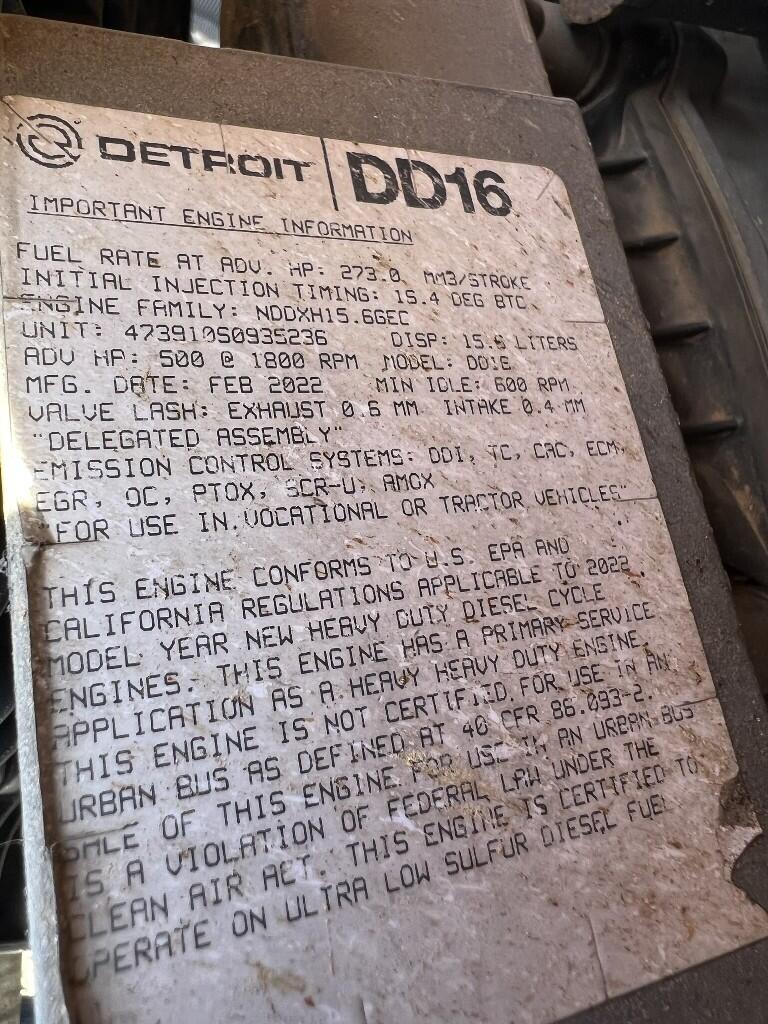 DETROIT DD16
IMPORTANT ENGINE INFORMATION
FUEL RATE AT ADV. HP: 273.0 MM3/STROKE
INITIAL INJECTION TIMING: 15.4 DEG BTC
ENGINE FAMILY: NDDXH15.6GEC
UNIT: 473910S0935236 DISP: 15.6 LITERS
ADV HP: 500 @ 1800 RPM MODEL: DD16
MFG. DATE: FEB 2022 MIN IDLE: 600 RPM
VALVE LASH: EXHAUST 0.6 MM INTAKE 0.4 MM
"DELEGATED ASSEMBLY"
EMISSION CONTROL SYSTEMS: DDI, TC, CAC, ECM,
EGR, OC, PTOX, SCR-U, AMOX
"FOR USE IN VOCATIONAL OR TRACTOR VEHICLES"
THIS ENGINE CONFORMS TO U.S. EPA AND
CALIFORNIA REGULATIONS APPLICABLE TO 2022
MODEL YEAR NEW HEAVY DUTY DIESEL CYCLE
ENGINES. THIS ENGINE HAS A PRIMARY SERVICE
APPLICATION AS A HEAVY HEAVY DUTY ENGINE.
THIS ENGINE IS NOT CERTIFIED FOR USE IN AN
URBAN BUS AS DEFINED AT 40 CFR 86.093-2.
SALE OF THIS ENGINE FOR USE IN AN URBAN BUS
IS A VIOLATION OF FEDERAL LAW UNDER THE
CLEAN AIR ACT. THIS ENGINE IS CERTIFIED TO
OPERATE ON ULTRA LOW SULFUR DIESEL FUEL